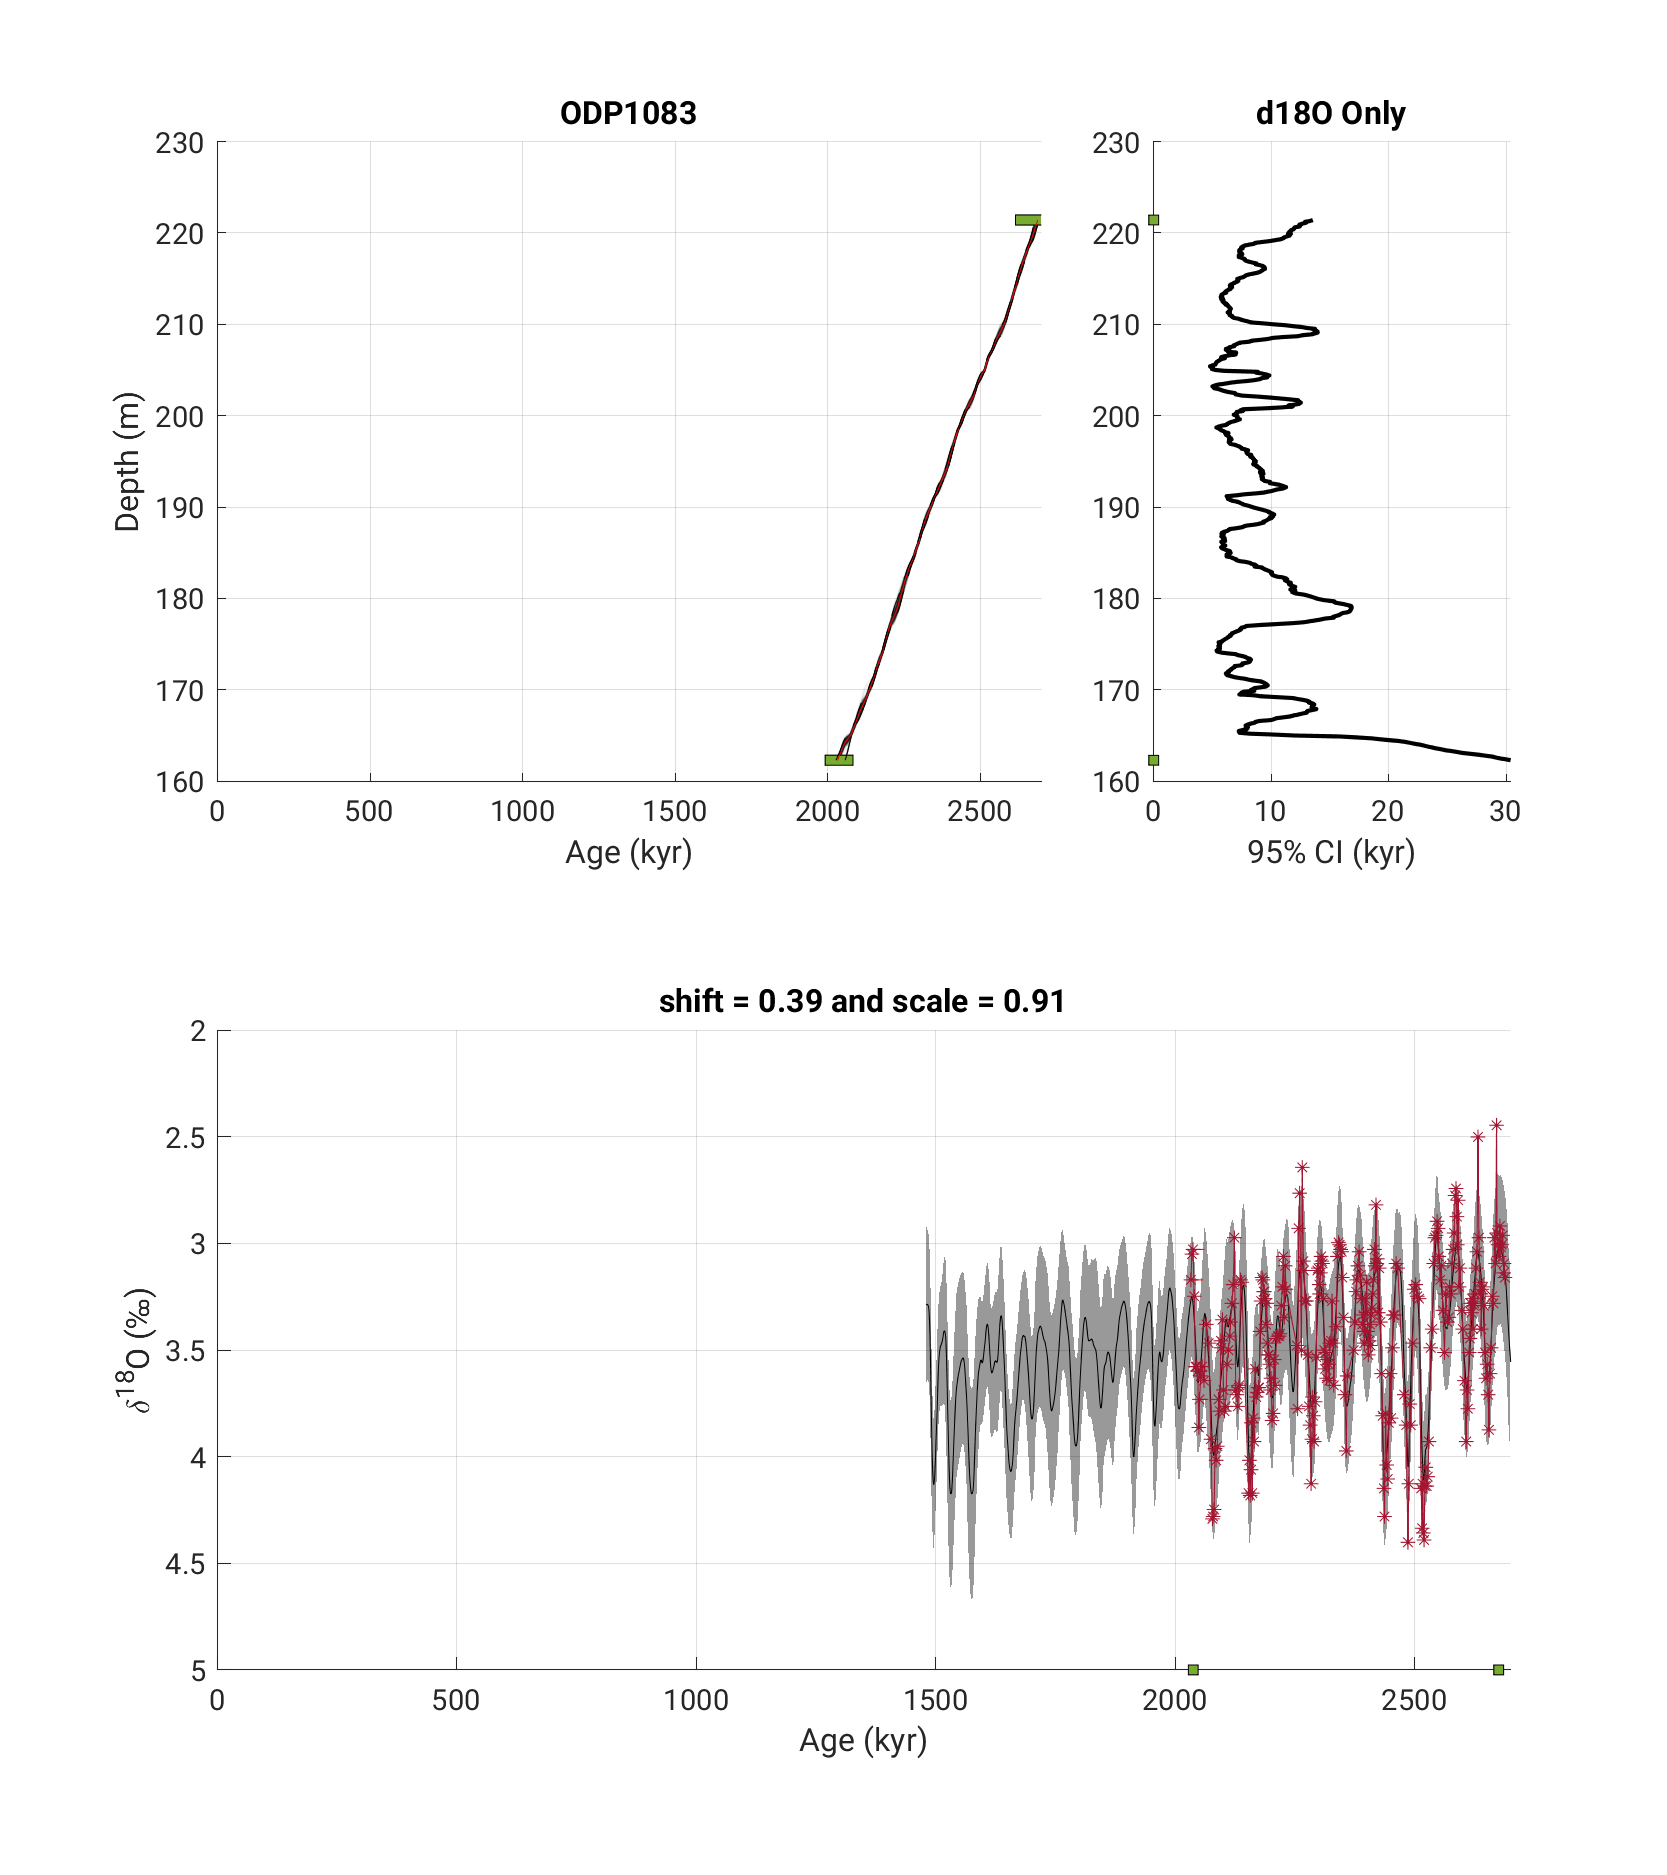 ODP1083
230
220
210
200
190
180
170
160
Depth (m)
0 500 1000 1500 2000 2500
Age (kyr)
d18O Only
230
220
210
200
190
180
170
160
0 10 20 30
95% CI (kyr)
shift = 0.39 and scale = 0.91
2
2.5
3
3.5
4
4.5
5
δ18O (‰)
0 500 1000 1500 2000 2500
Age (kyr)